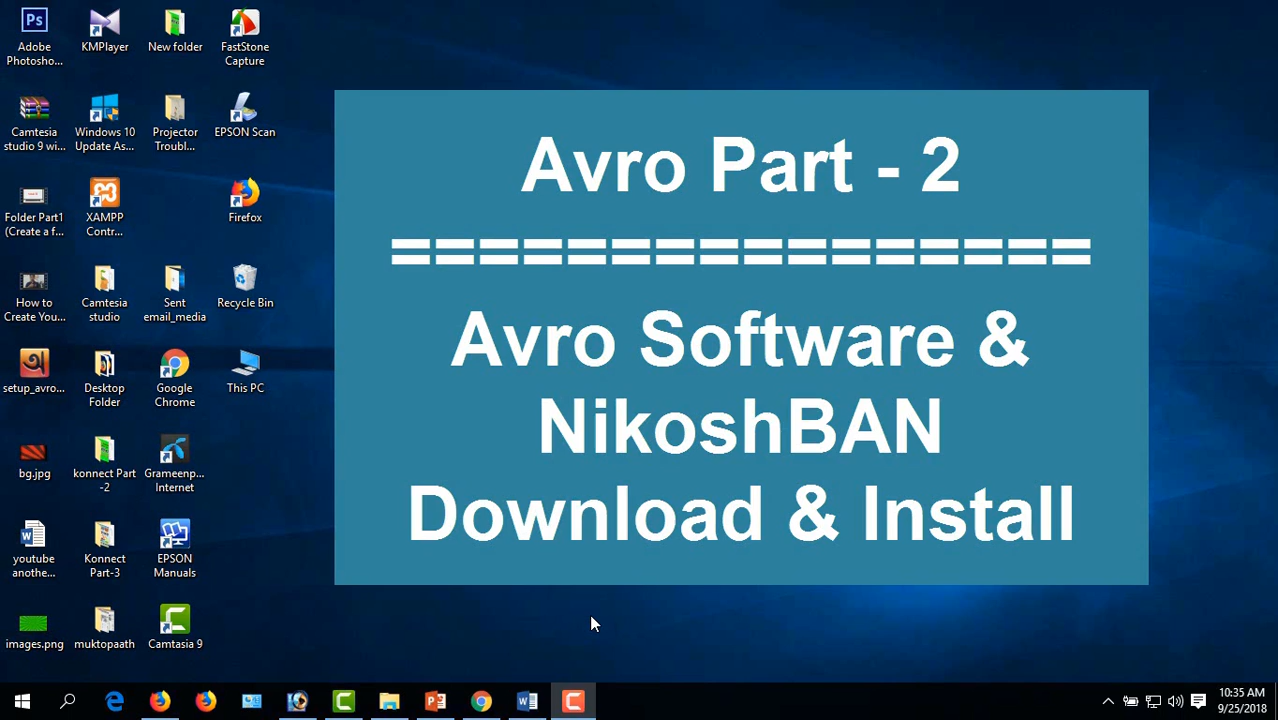 Adobe
Photosho...
KMPlayer
New folder
FastStone
Capture
Camtesia
studio 9 wi...
Windows 10
Update As...
Projector
Troubl...
EPSON Scan
Folder Part1
(Create a f...
XAMPP
Contr...
Firefox
How to
Create You...
Camtesia
studio
Sent
email_media
Recycle Bin
setup_avro...
Desktop
Folder
Google
Chrome
This PC
bg.jpg
konnect Part
-2
Grameenp...
Internet
youtube
anothe...
Konnect
Part-3
EPSON
Manuals
images.png
muktopaath
Camtasia 9
Avro Part - 2
================
Avro Software &
NikoshBAN
Download & Install
10:35 AM
9/25/2018